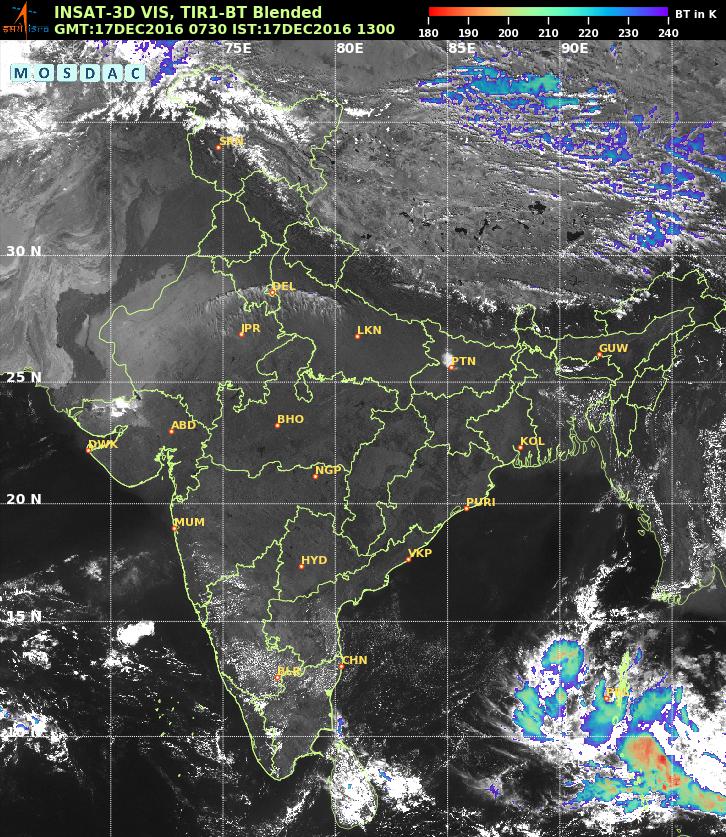 INSAT-3D VIS, TIR1-BT Blended
GMT:17DEC2016 0730 IST:17DEC2016 1300
BT in K
180 190 200 210 220 230 240
75E 80E 85E 90E
M O S D A C
SRN
30 N
DEL
JPR LKN
GUW
PTN
25 N
ABD BHO
DWK KOL
NGP
20 N PURI
MUM
VKP
HYD
15 N
CHN
BLR
10 N